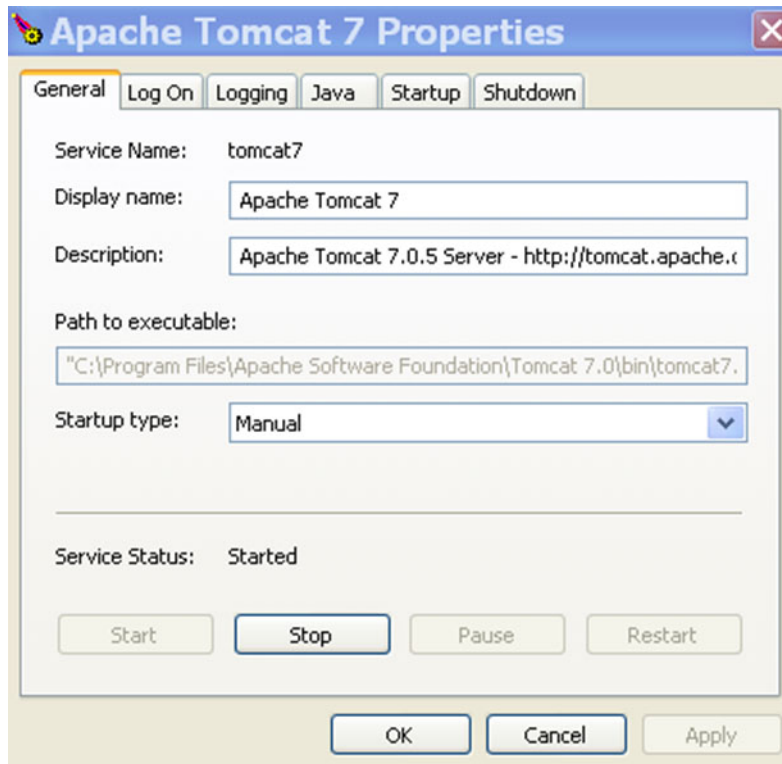 Apache Tomcat 7 Properties
General Log On Logging Java Startup Shutdown
Service Name: tomcat7
Display name: Apache Tomcat 7
Description: Apache Tomcat 7.0.5 Server - http://tomcat.apache.
Path to executable:
"C:\Program Files\Apache Software Foundation\Tomcat 7.0\bin\tomcat7.
Startup type: Manual
Service Status: Started
Start Stop Pause Restart
OK Cancel Apply